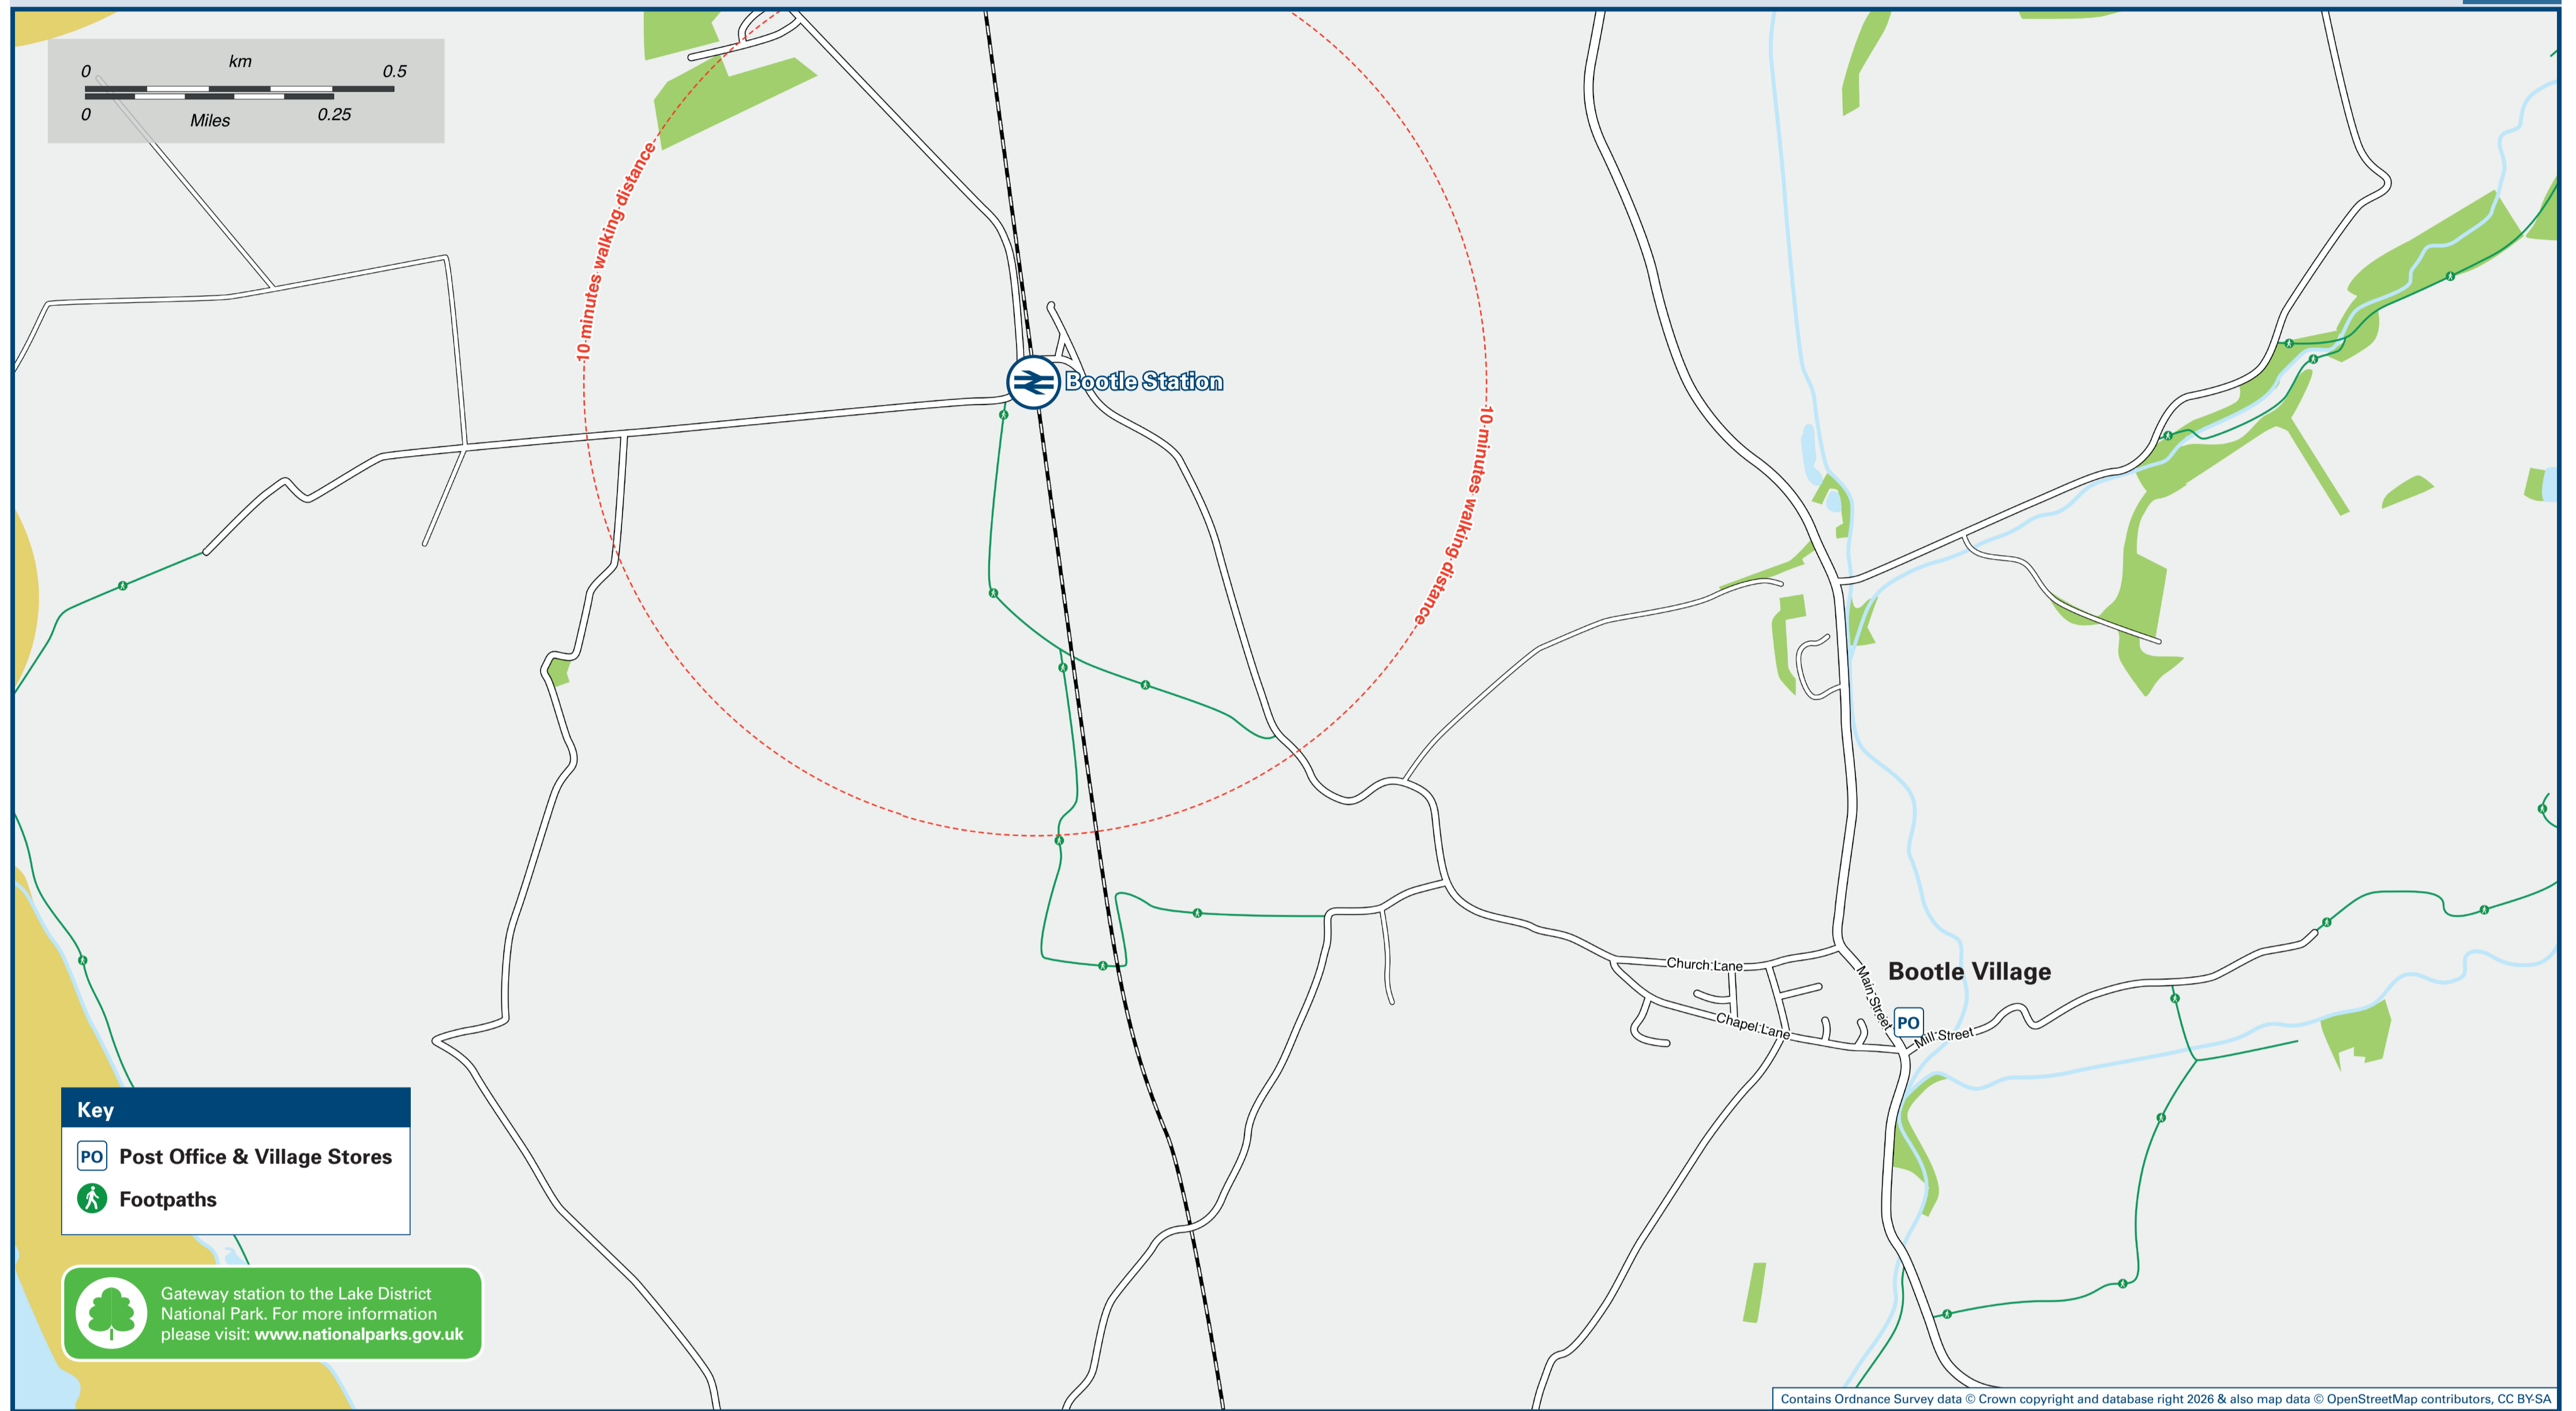 km
0 0.5
0 0.25
Miles
10 minutes walking distance
Bootle Station
10 minutes walking distance
Church Lane
Main Street
Bootle Village
PO
Chapel Lane
Mill Street
Key
PO Post Office & Village Stores
Footpaths
Gateway station to the Lake District
National Park. For more information
please visit: www.nationalparks.gov.uk
Contains Ordnance Survey data © Crown copyright and database right 2026 & also map data © OpenStreetMap contributors, CC BY-SA